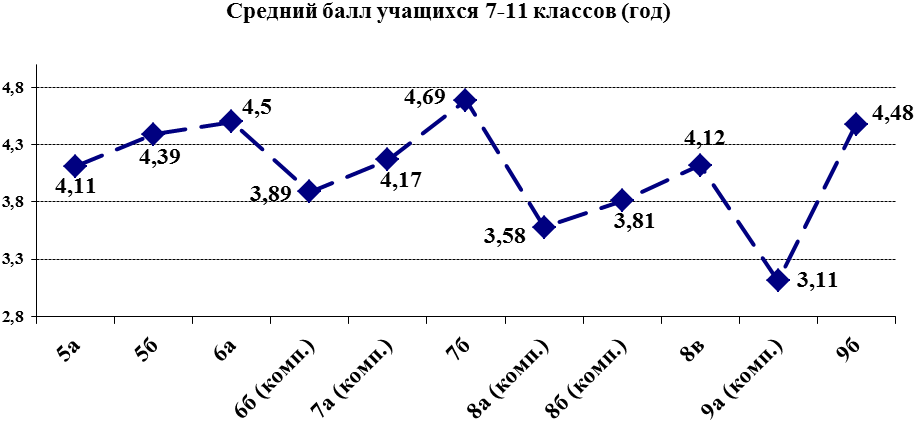 Средний балл учащихся 7-11 классов (год)
4,8
4,3
3,8
3,3
2,8
4,11
4,39
4,5
3,89
4,17
4,69
3,58
3,81
4,12
3,11
4,48
5а
5б
6а
6б (комп.)
7а (комп.)
7б
8а (комп.)
8б (комп.)
8в
9а (комп.)
9б